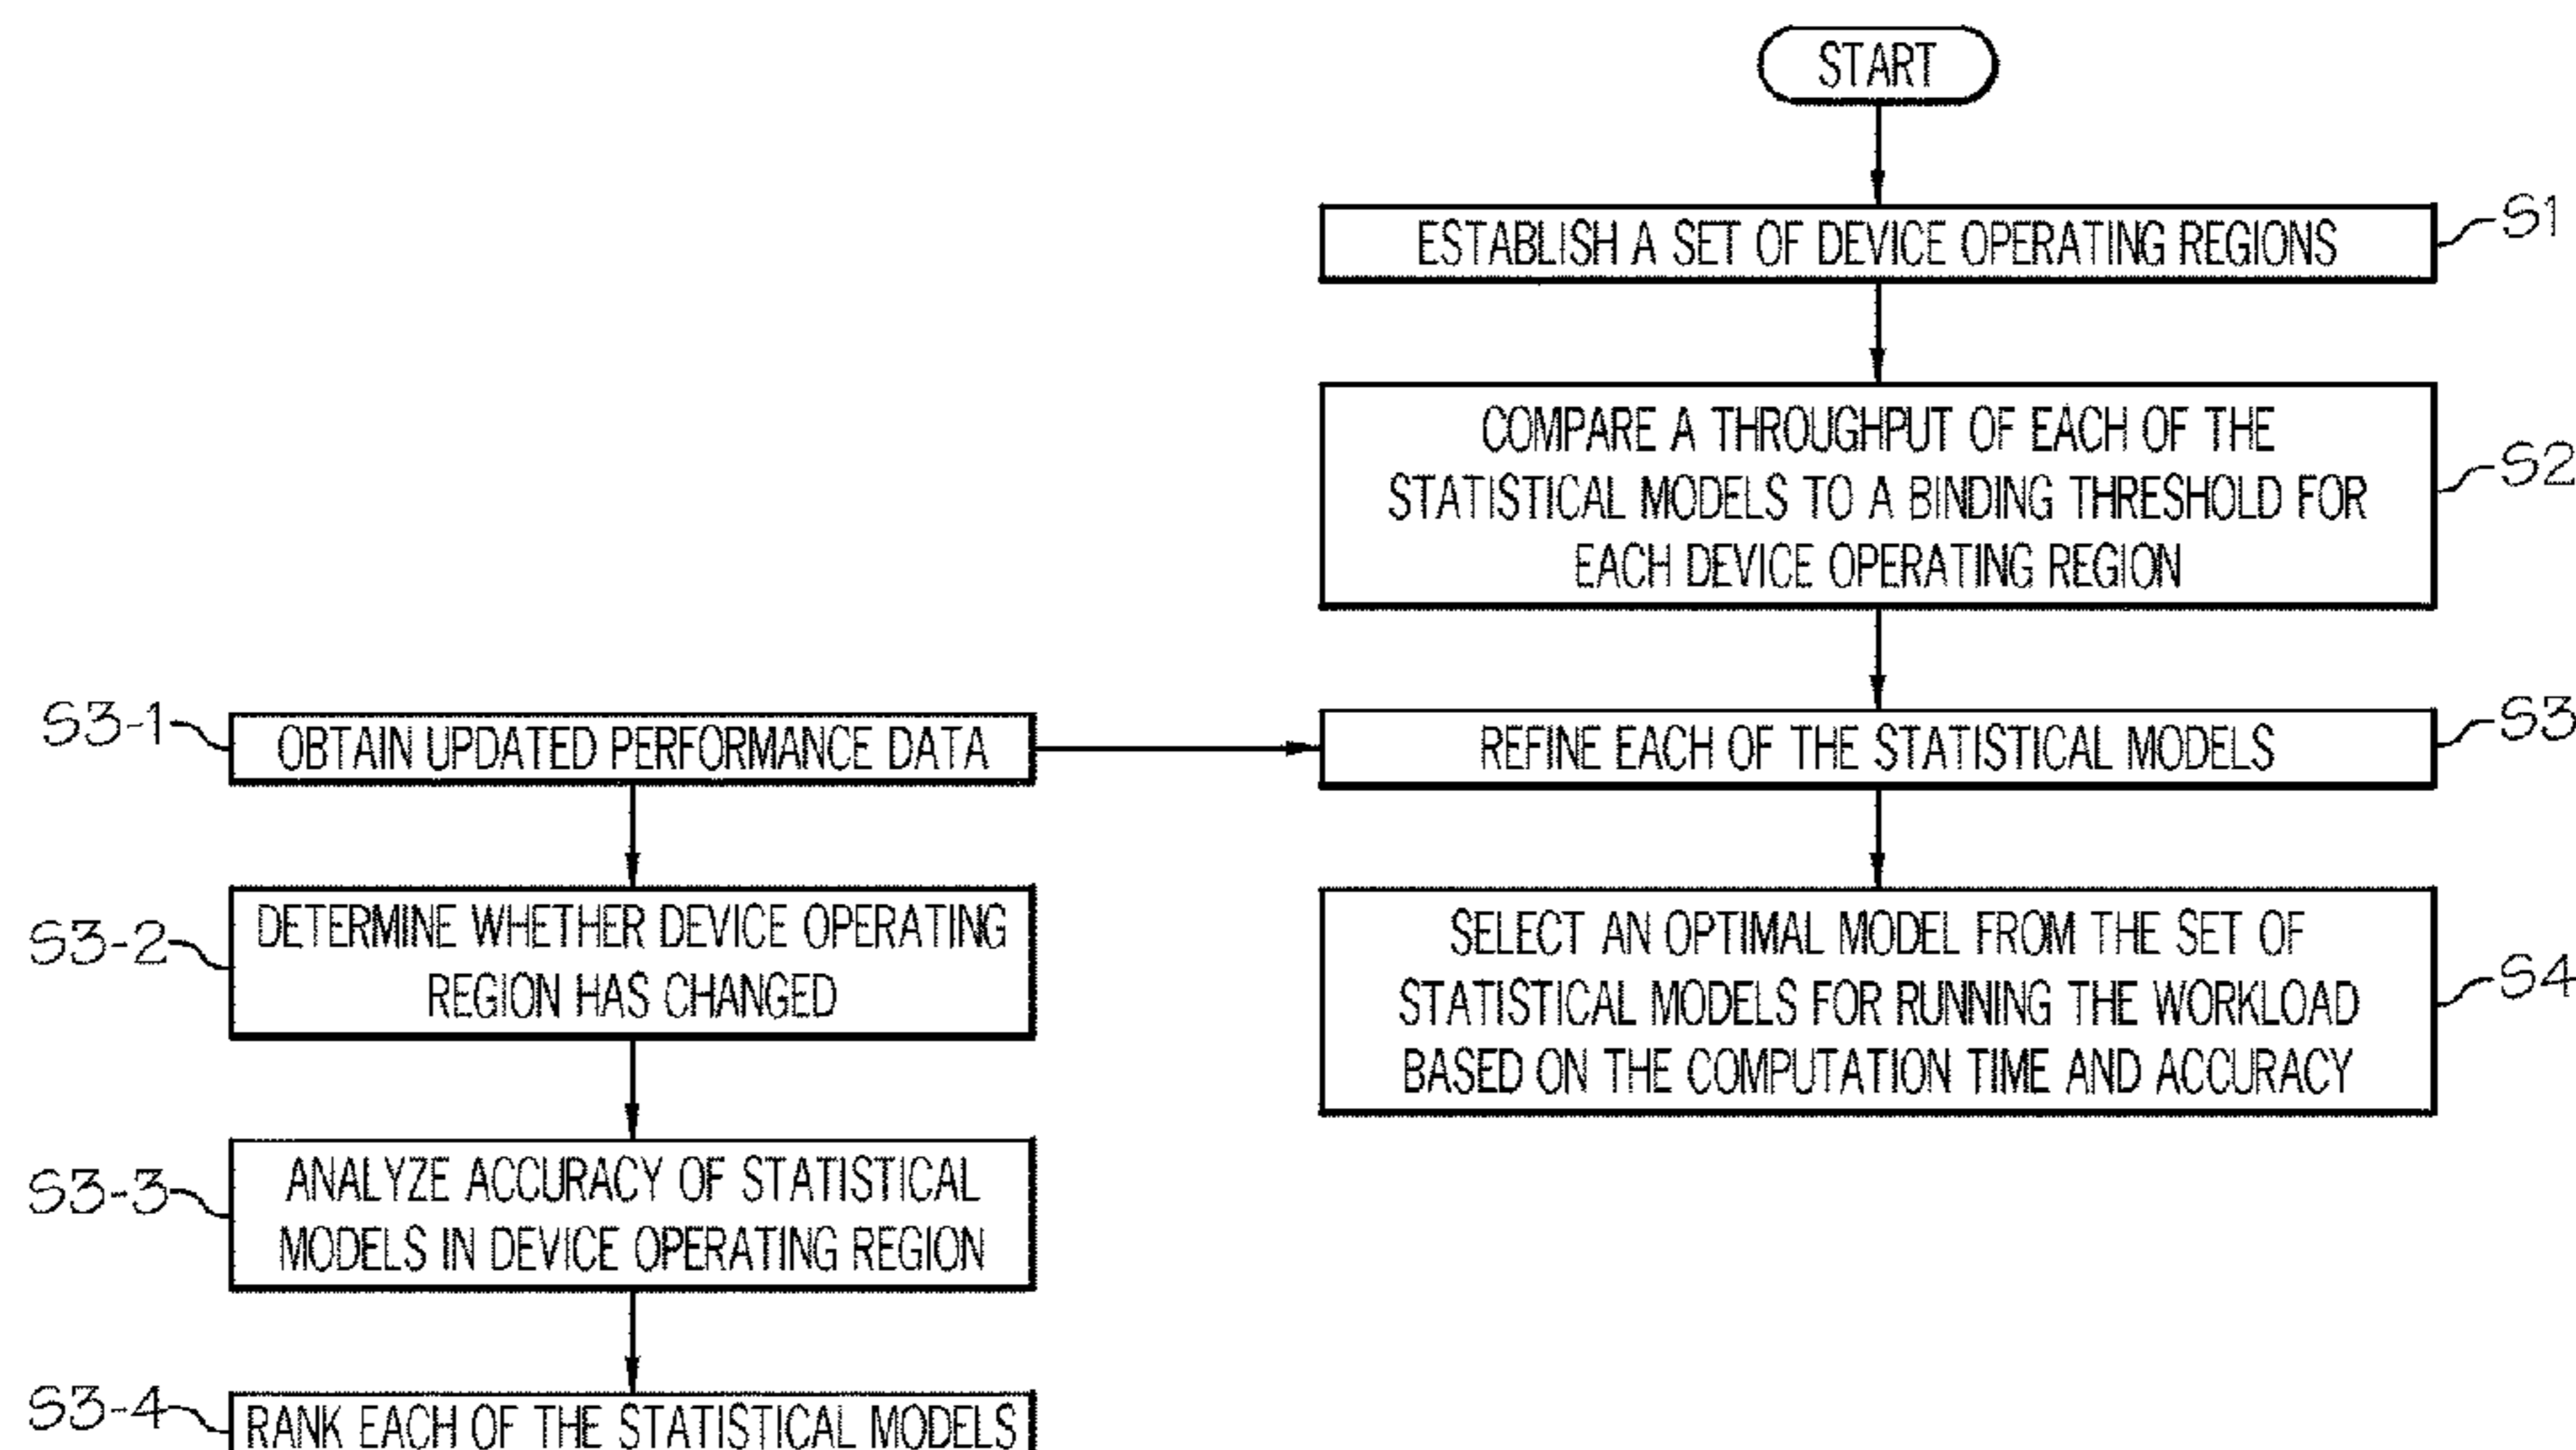 START
ESTABLISH A SET OF DEVICE OPERATING REGIONS
S1
COMPARE A THROUGHPUT OF EACH OF THE
STATISTICAL MODELS TO A BINDING THRESHOLD FOR
EACH DEVICE OPERATING REGION
S2
S3-1
OBTAIN UPDATED PERFORMANCE DATA
REFINE EACH OF THE STATISTICAL MODELS
S3
S3-2
DETERMINE WHETHER DEVICE OPERATING
REGION HAS CHANGED
SELECT AN OPTIMAL MODEL FROM THE SET OF
STATISTICAL MODELS FOR RUNNING THE WORKLOAD
BASED ON THE COMPUTATION TIME AND ACCURACY
S4
S3-3
ANALYZE ACCURACY OF STATISTICAL
MODELS IN DEVICE OPERATING REGION
S3-4
RANK EACH OF THE STATISTICAL MODELS